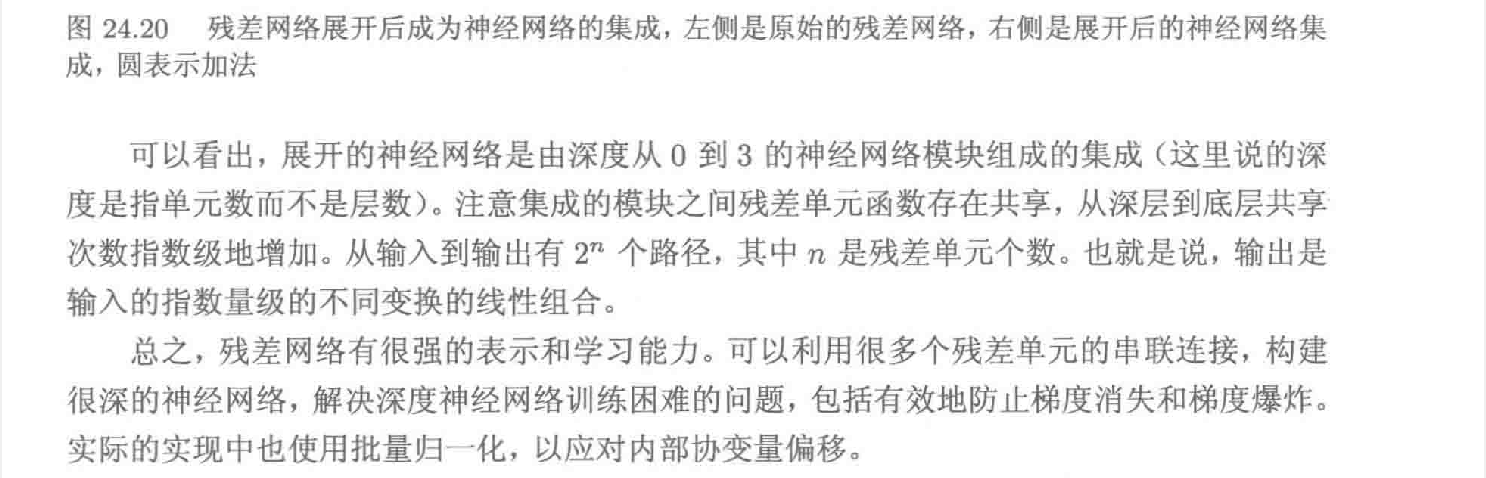 图 24.20 残差网络展开后成为神经网络的集成，左侧是原始的残差网络，右侧是展开后的神经网络集
成，圆表示加法
可以看出，展开的神经网络是由深度从 0 到 3 的神经网络模块组成的集成（这里说的深
度是指单元数而不是层数）。注意集成的模块之间残差单元函数存在共享，从深层到底层共享
次数指数级地增加。从输入到输出有 2ⁿ 个路径，其中 n 是残差单元个数。也就是说，输出是
输入的指数量级的不同变换的线性组合。
总之，残差网络有很强的表示和学习能力。可以利用很多个残差单元的串联连接，构建
很深的神经网络，解决深度神经网络训练困难的问题，包括有效地防止梯度消失和梯度爆炸。
实际的实现中也使用批量归一化，以应对内部协变量偏移。